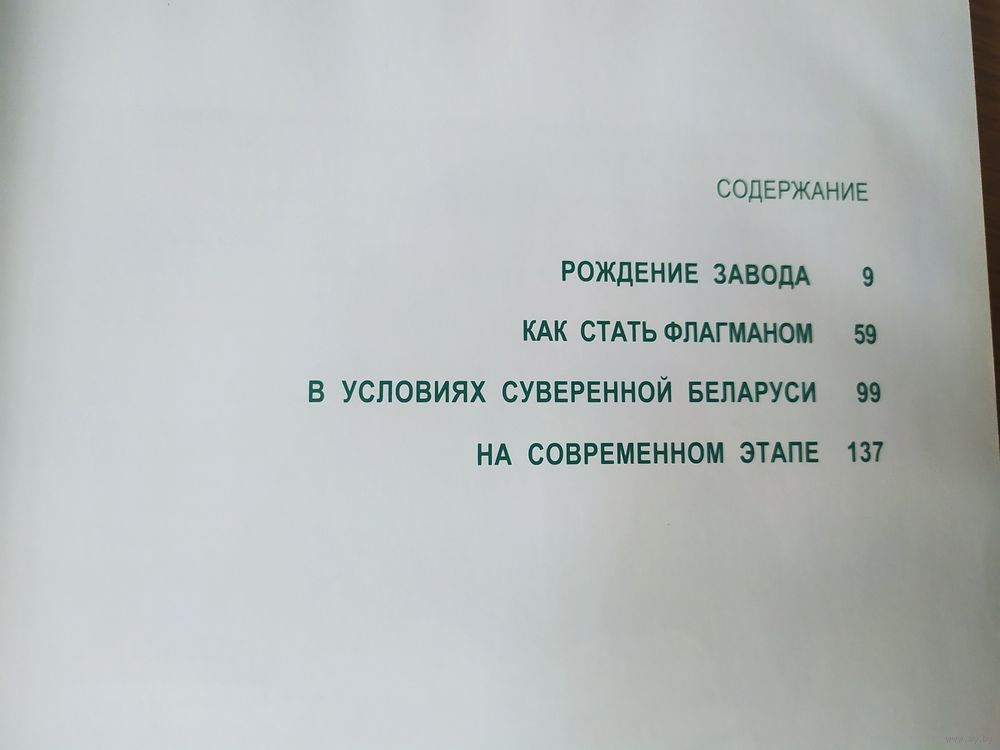 СОДЕРЖАНИЕ
РОЖДЕНИЕ ЗАВОДА 9
КАК СТАТЬ ФЛАГМАНОМ 59
В УСЛОВИЯХ СУВЕРЕННОЙ БЕЛАРУСИ 99
НА СОВРЕМЕННОМ ЭТАПЕ 137